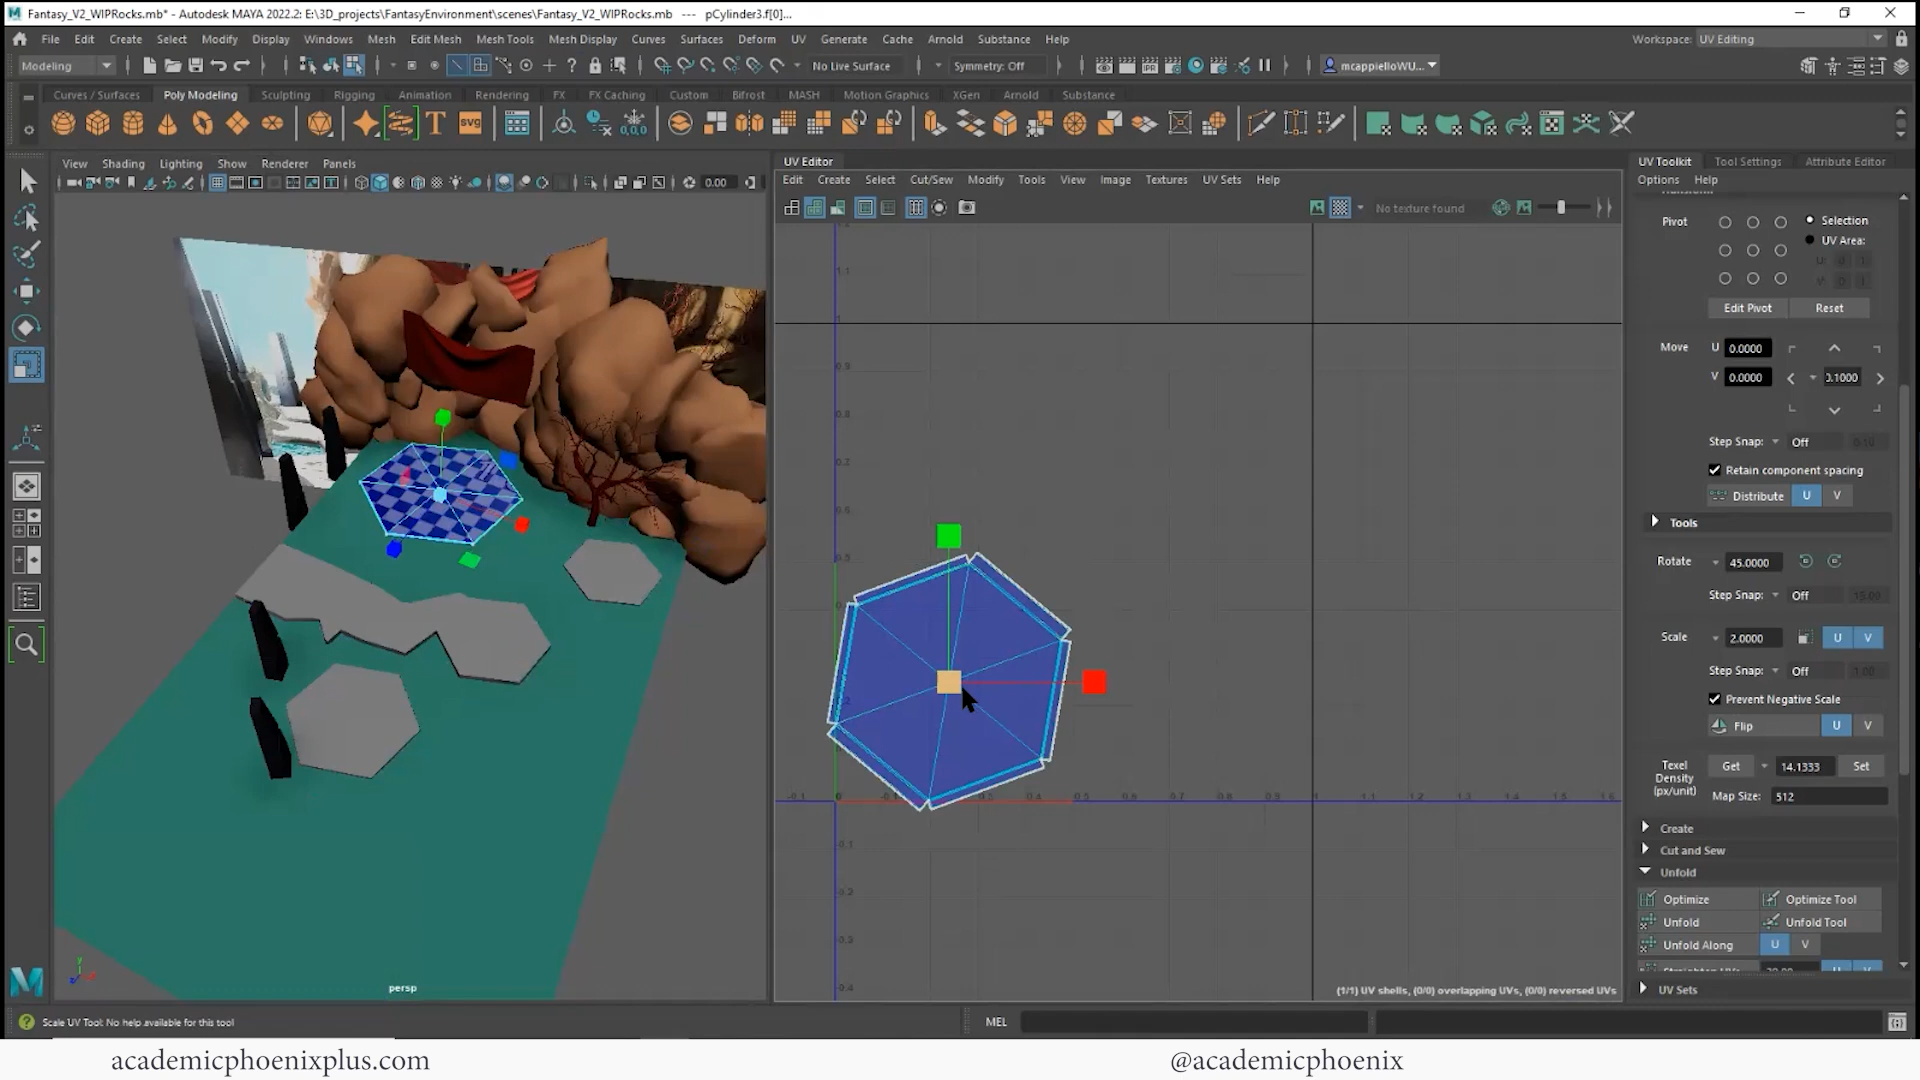 Fantasy_V2_WIPRocks.mb* - Autodesk MAYA 2022.2: E:\3D_projects\FantasyEnvironment\scenes\Fantasy_V2_WIPRocks.mb --- pCylinder3.f[0]...
File Edit Create Select Modify Display Windows Mesh Edit Mesh Mesh Tools Mesh Display Curves Surfaces Deform UV Generate Cache Arnold Substance Help
Workspace: UV Editing
Modeling No Live Surface Symmetry: Off mcappielloWU...
Curves / Surfaces Poly Modeling Sculpting Rigging Animation Rendering FX FX Caching Custom Bifrost MASH Motion Graphics XGen Arnold Substance
View Shading Lighting Show Renderer Panels
0.00
persp
UV Editor
Edit Create Select Cut/Sew Modify Tools View Image Textures UV Sets Help
No texture found
(1/1) UV shells, (0/0) overlapping UVs, (0/0) reversed UVs
UV Toolkit Tool Settings Attribute Editor
Options Help
Pivot Selection
UV Area:
Edit Pivot Reset
Move U 0.0000
V 0.0000
Step Snap: Off
Retain component spacing
Distribute U V
Tools
Rotate 45.0000
Step Snap: Off
Scale 2.0000 U V
Step Snap: Off
Prevent Negative Scale
Flip U V
Texel Density (px/unit) Get 14.1333 Set
Map Size: 512
Create
Cut and Sew
Unfold
Optimize Optimize Tool
Unfold Unfold Tool
Unfold Along U V
UV Sets
Scale UV Tool: No help available for this tool
MEL
academicphoenixplus.com
@academicphoenix